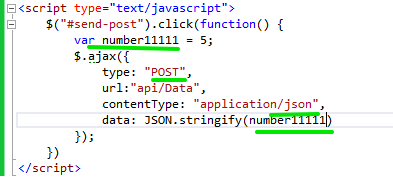 <script type="text/javascript">
$("#send-post").click(function() {
var number11111 = 5;
$.ajax({
type: "POST",
url:"api/Data",
contentType: "application/json",
data: JSON.stringify(number11111)
});
})
</script>